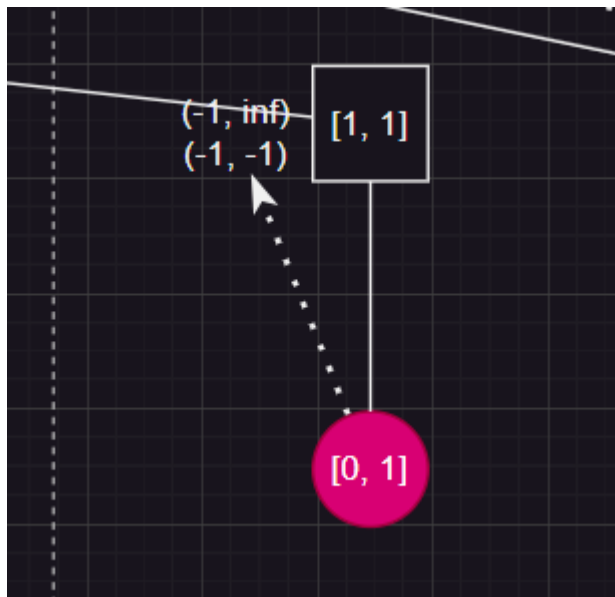 (-1, inf)
(-1, -1)
[1, 1]
[0, 1]